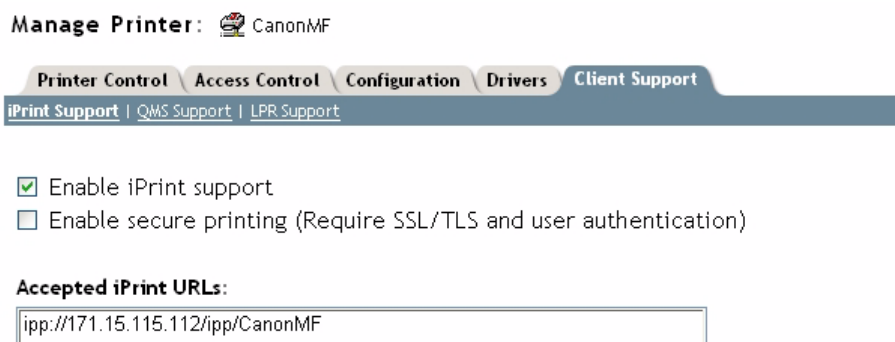 Manage Printer: CanonMF
Printer Control Access Control Configuration Drivers Client Support
iPrint Support | QMS Support | LPR Support
Enable iPrint support
Enable secure printing (Require SSL/TLS and user authentication)
Accepted iPrint URLs:
ipp://171.15.115.112/ipp/CanonMF